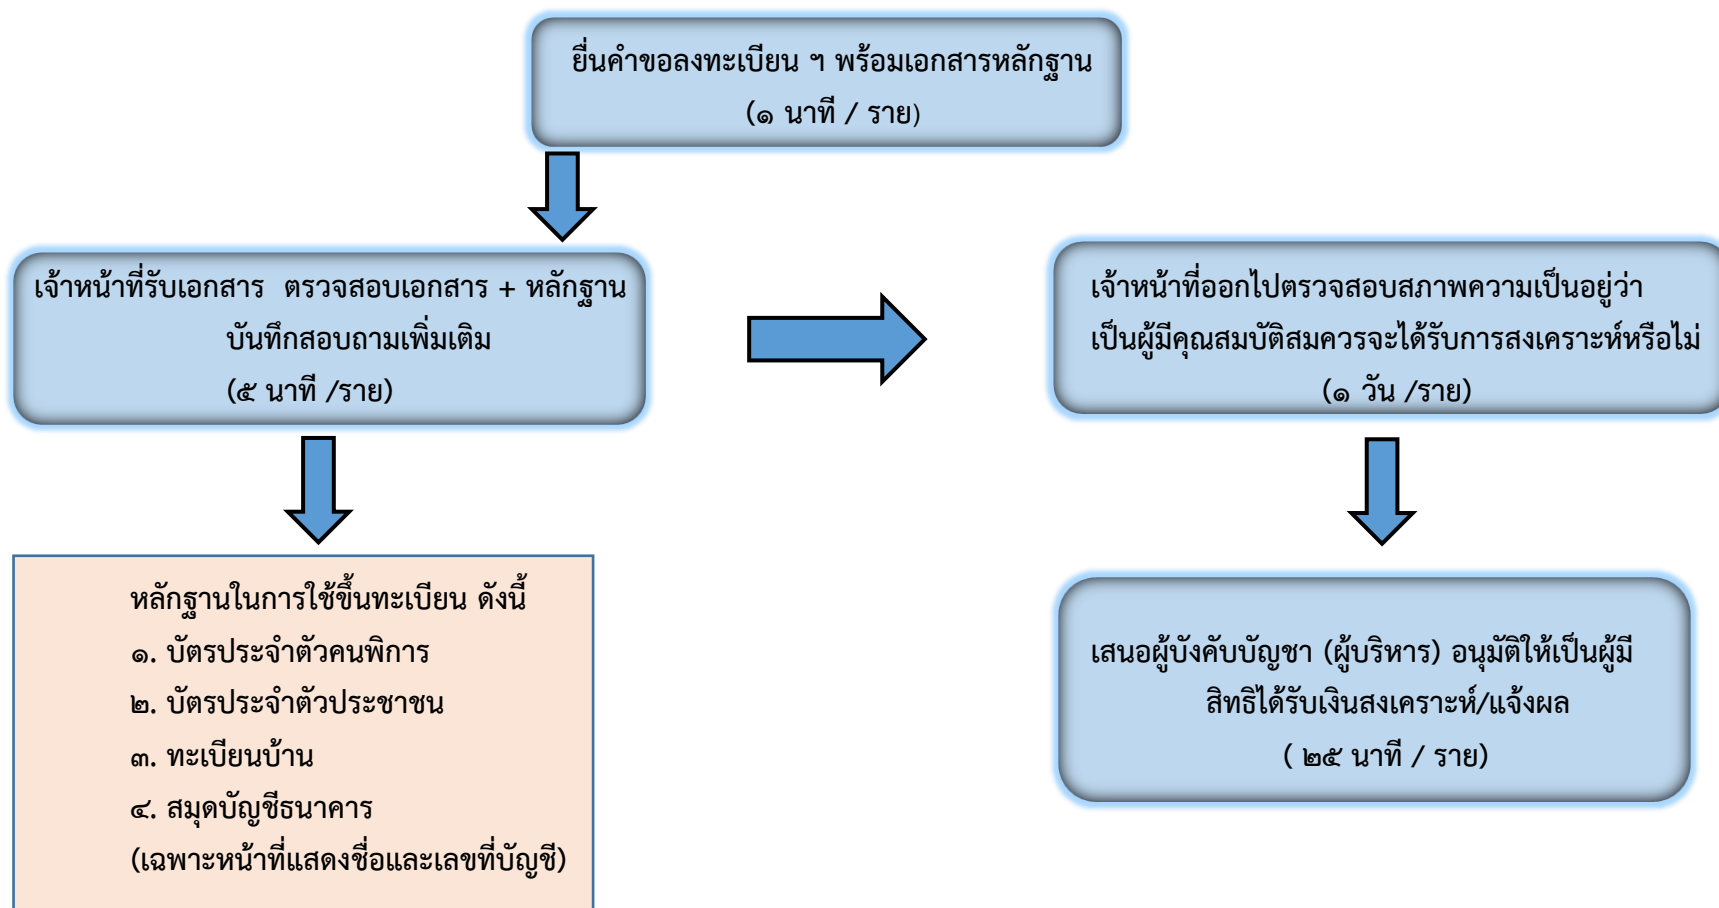 ยื่นคำขอลงทะเบียน ฯ พร้อมเอกสารหลักฐาน
(๑ นาที / ราย)
เจ้าหน้าที่รับเอกสาร ตรวจสอบเอกสาร + หลักฐาน
บันทึกสอบถามเพิ่มเติม
(๕ นาที /ราย)
เจ้าหน้าที่ออกไปตรวจสอบสภาพความเป็นอยู่ว่า
เป็นผู้มีคุณสมบัติสมควรจะได้รับการสงเคราะห์หรือไม่
(๑ วัน /ราย)
หลักฐานในการใช้ขึ้นทะเบียน ดังนี้
๑. บัตรประจำตัวคนพิการ
๒. บัตรประจำตัวประชาชน
๓. ทะเบียนบ้าน
๔. สมุดบัญชีธนาคาร
(เฉพาะหน้าที่แสดงชื่อและเลขที่บัญชี)
เสนอผู้บังคับบัญชา (ผู้บริหาร) อนุมัติให้เป็นผู้มี
สิทธิได้รับเงินสงเคราะห์/แจ้งผล
( ๒๕ นาที / ราย)